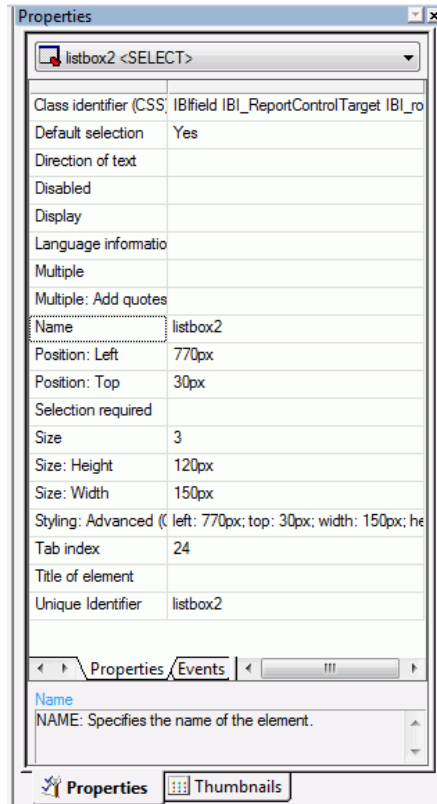 Properties
listbox2 <SELECT>
Class identifier (CSS) IBIfield IBI_ReportControlTarget IBI_ro
Default selection Yes
Direction of text
Disabled
Display
Language informatio
Multiple
Multiple: Add quotes
Name listbox2
Position: Left 770px
Position: Top 30px
Selection required
Size 3
Size: Height 120px
Size: Width 150px
Styling: Advanced (C left: 770px; top: 30px; width: 150px; he
Tab index 24
Title of element
Unique Identifier listbox2
Properties Events
Name
NAME: Specifies the name of the element.
Properties Thumbnails